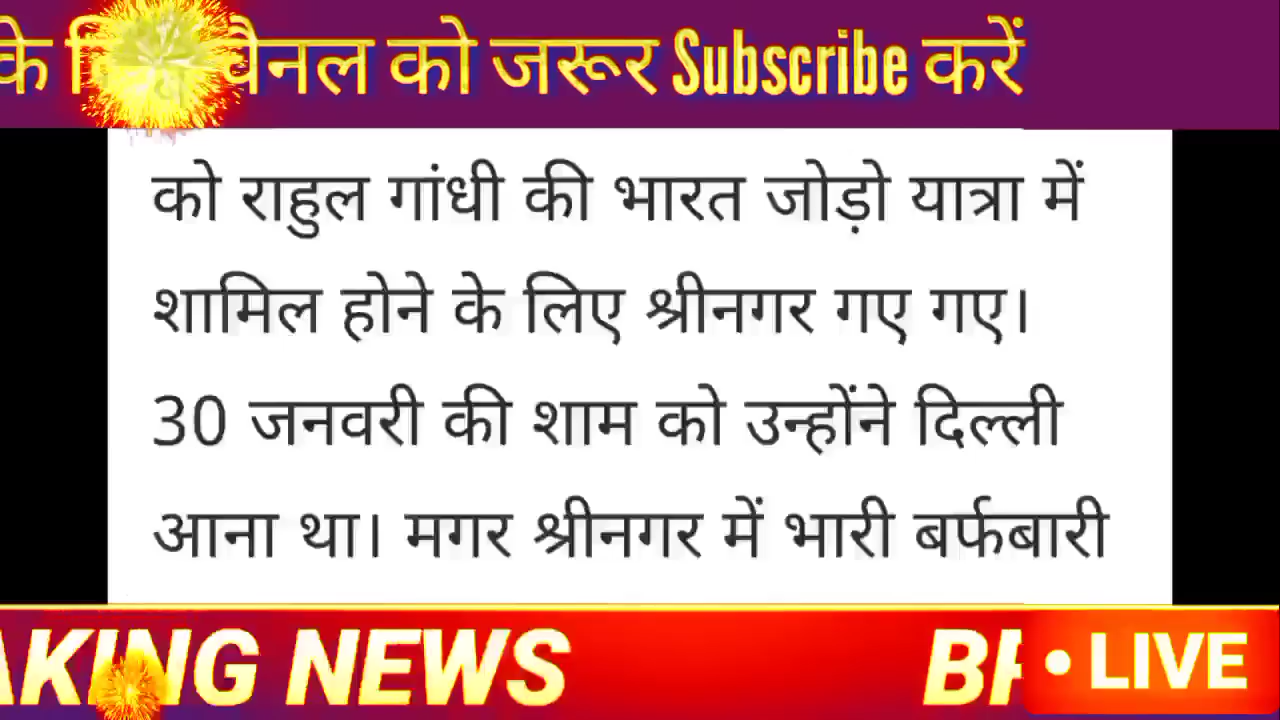 के चैनल को जरूर Subscribe करें
को राहुल गांधी की भारत जोड़ो यात्रा में
शामिल होने के लिए श्रीनगर गए गए।
30 जनवरी की शाम को उन्होंने दिल्ली
आना था। मगर श्रीनगर में भारी बर्फबारी
AKING NEWS BR • LIVE